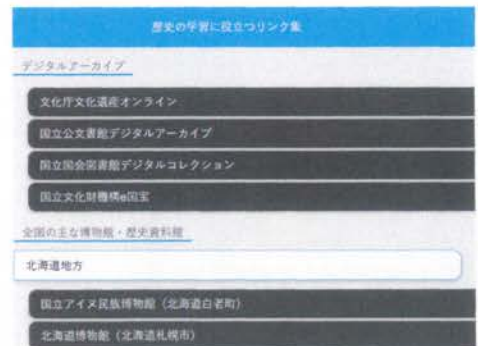 歴史の学習に役立つリンク集
デジタルアーカイブ
文化庁文化遺産オンライン
国立公文書館デジタルアーカイブ
国立国会図書館デジタルコレクション
国立文化財機構e国宝
全国の主な博物館・歴史資料館
北海道地方
国立アイヌ民族博物館(北海道白老町)
北海道博物館(北海道札幌市)